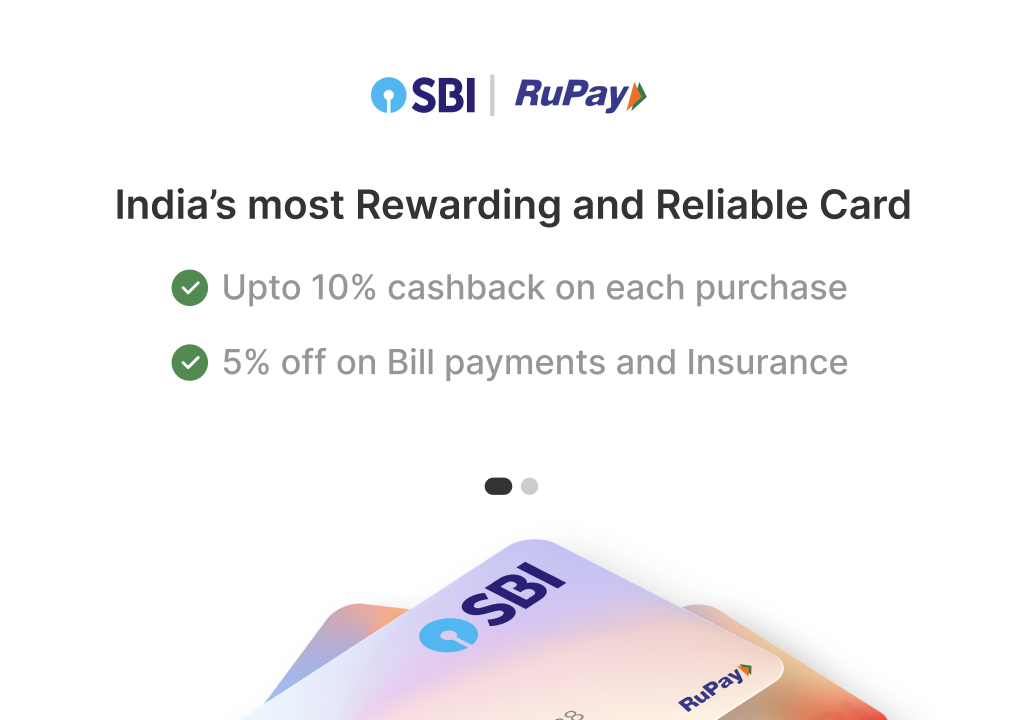 SBI | RuPay
India’s most Rewarding and Reliable Card
Upto 10% cashback on each purchase
5% off on Bill payments and Insurance
SBI
RuPay